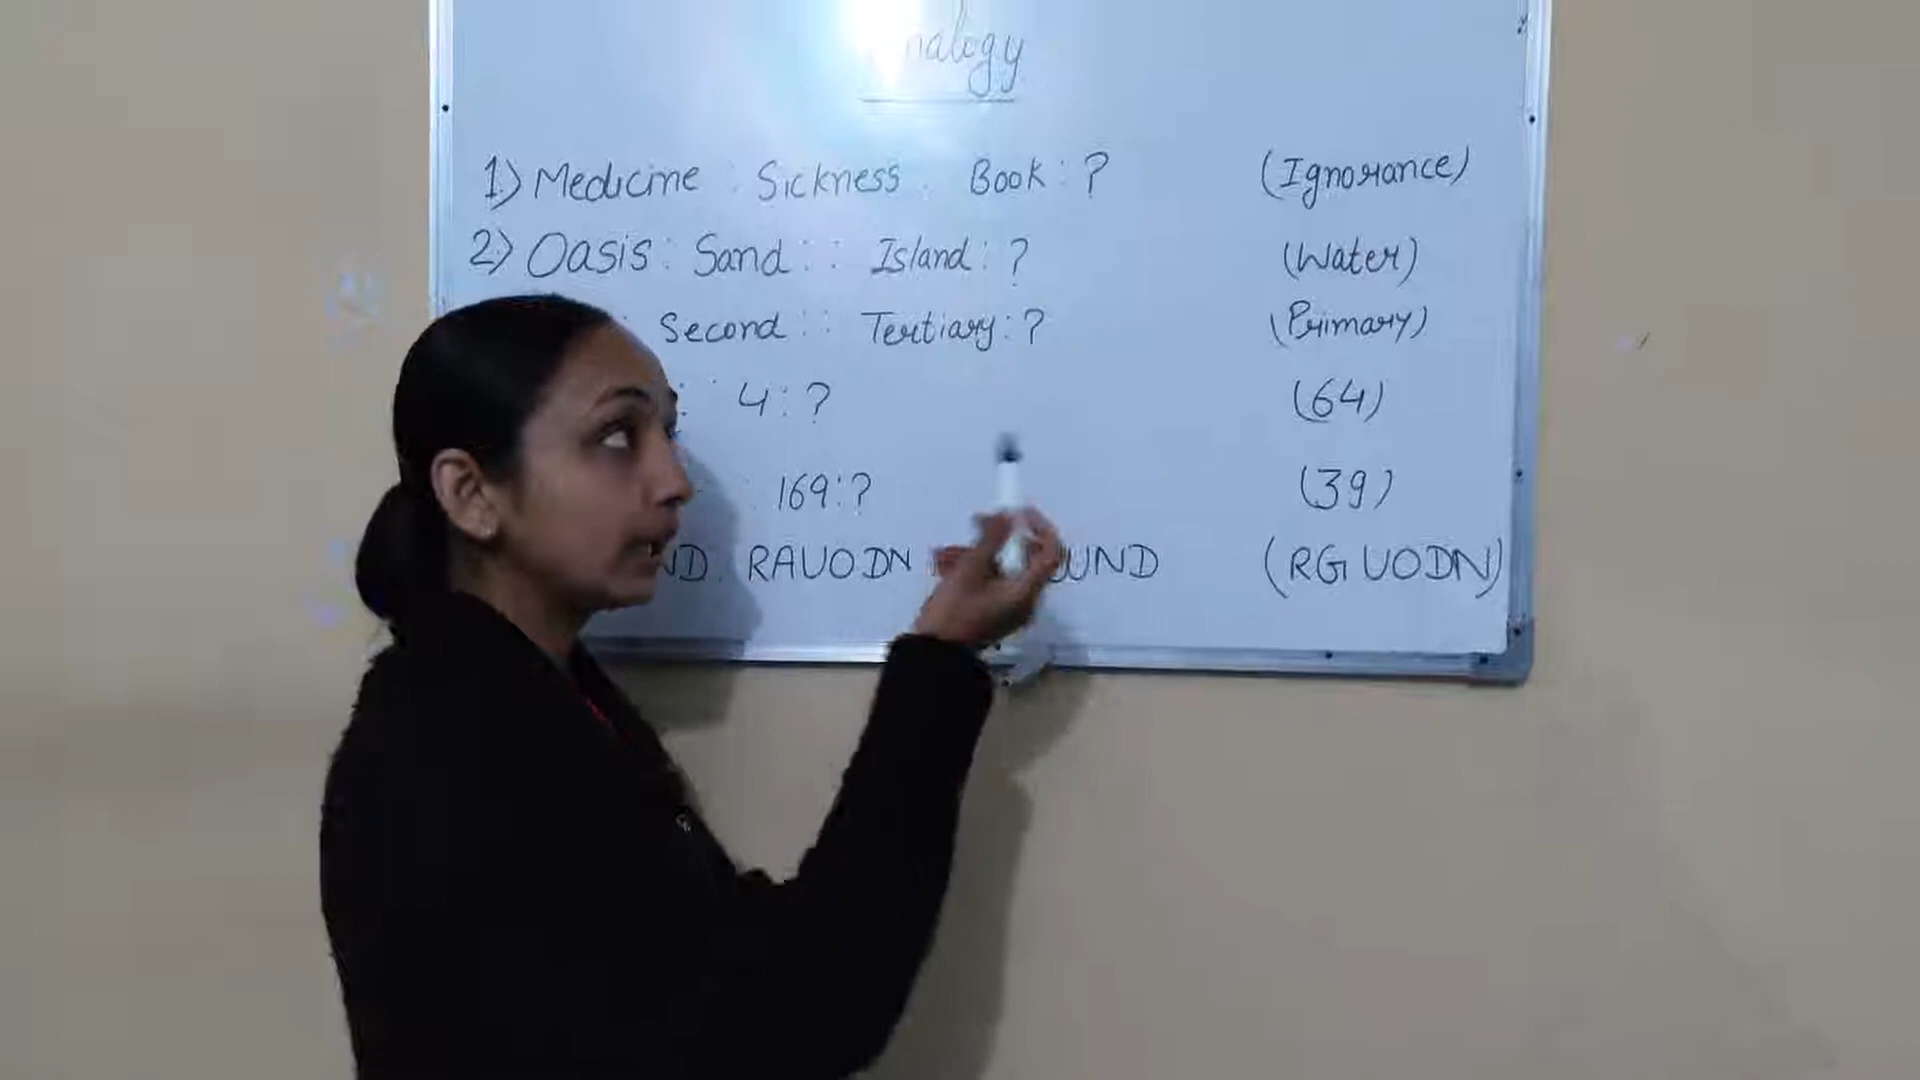 nalogy
1) Medicine : Sickness : Book : ? (Ignorance)
2) Oasis : Sand :: Island : ? (Water)
: Second :: Tertiary : ? (Primary)
:: 4 : ? (64)
169 : ? (39)
ND. RAUODN UND (RGUODN)